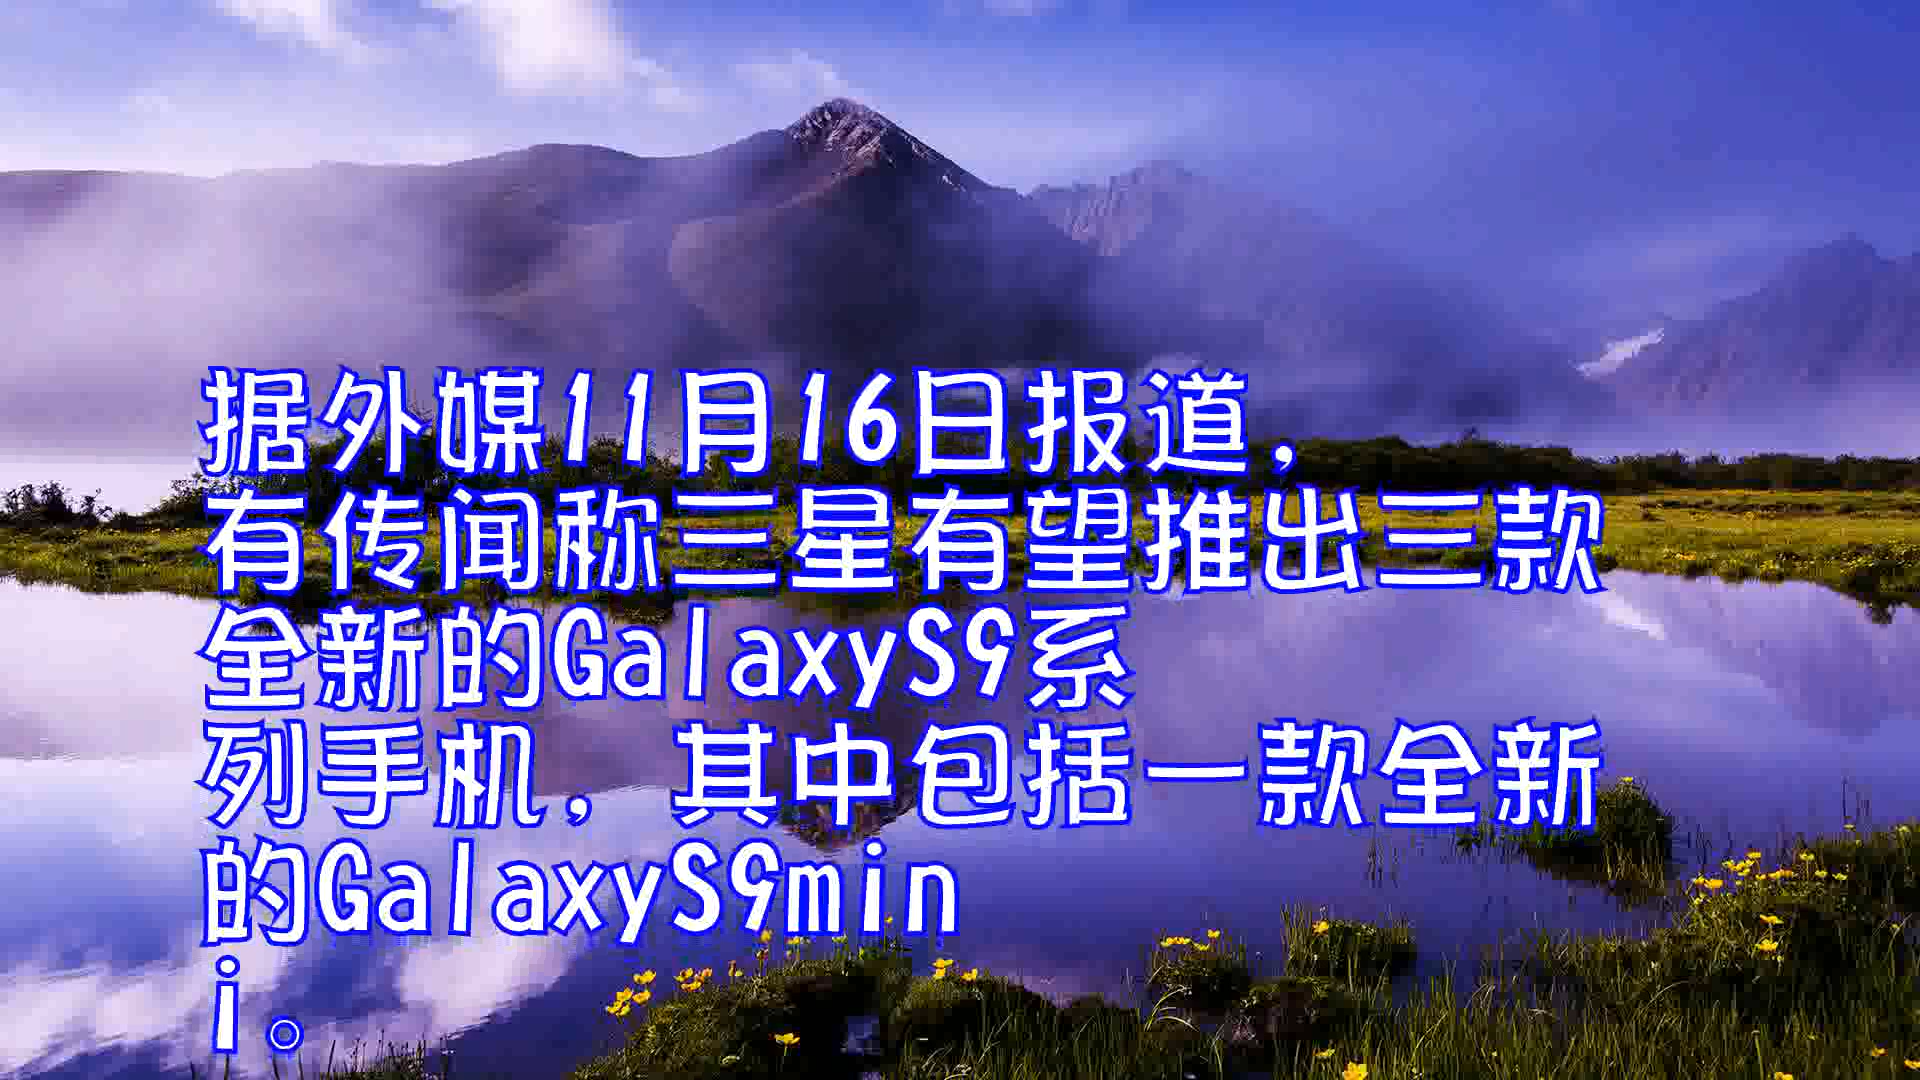 据外媒11月16日报道，
有传闻称三星有望推出三款
全新的GalaxyS9系
列手机，其中包括一款全新
的GalaxyS9min
i。